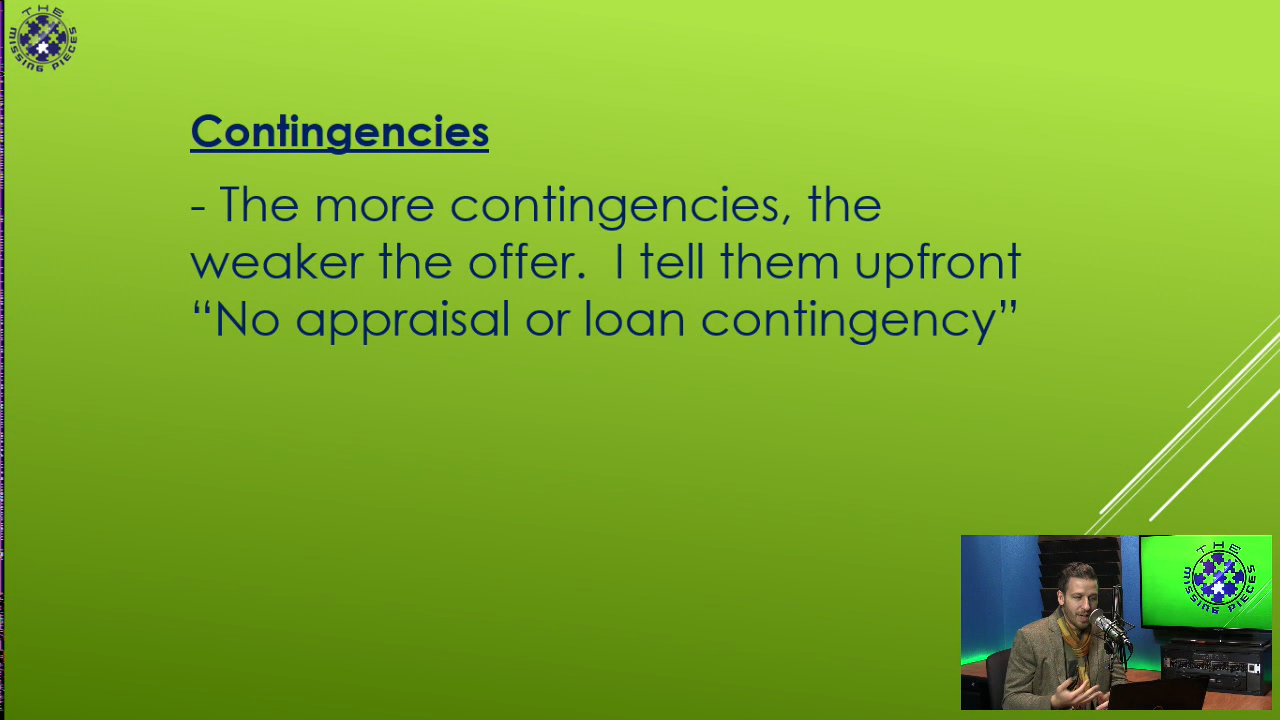 THE
MISSING PIECES
Contingencies
- The more contingencies, the
weaker the offer.  I tell them upfront
“No appraisal or loan contingency”
THE
MISSING PIECES